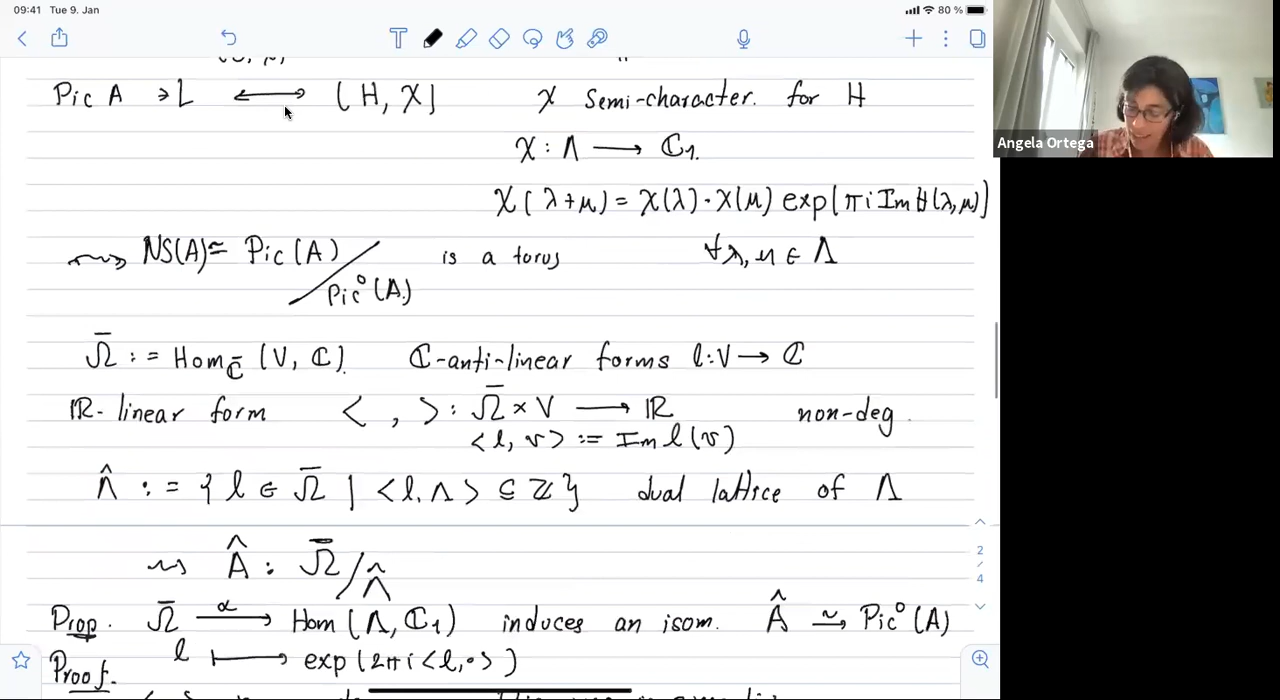 09:41 Tue 9. Jan
80 %
Angela Ortega
Pic A ∋ L ⟷ (H, χ) χ Semi-character. for H
χ : Λ ⟶ ℂ₁.
χ(λ+μ) = χ(λ)·χ(μ) exp(πi Im H(λ,μ))
⇝ NS(A) ≃ Pic(A) / Pic⁰(A) is a torus ∀λ, μ ∈ Λ
Ω̄ := Hom_ℂ̄ (V, ℂ). ℂ-anti-linear forms l: V ⟶ ℂ
ℝ-linear form < , > : Ω̄ × V ⟶ ℝ non-deg.
<l, v> := Im l(v)
Λ̂ := { l ∈ Ω̄ | <l, Λ> ⊆ ℤ } dual lattice of Λ
⇝ Â : Ω̄/Λ̂
Prop. Ω̄ ⟶^α Hom(Λ, ℂ₁) induces an isom. Â ⥲ Pic⁰(A)
l ⟼ exp(2πi<l,·>)
Proof.
2
/
4